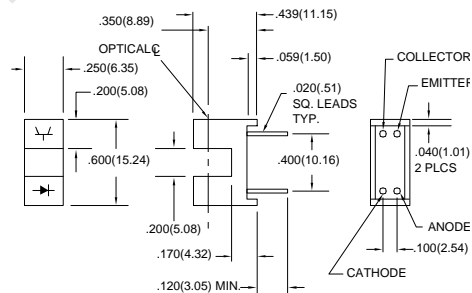 .439(11.15)
.350(8.89)
OPTICAL
.059(1.50)
COLLECTOR
.250(6.35)
EMITTER
.020(.51)
SQ. LEADS
TYP.
.200(5.08)
.040(1.01)
2 PLCS
.600(15.24)
.400(10.16)
.200(5.08)
ANODE
.170(4.32)
.100(2.54)
CATHODE
.120(3.05) MIN.